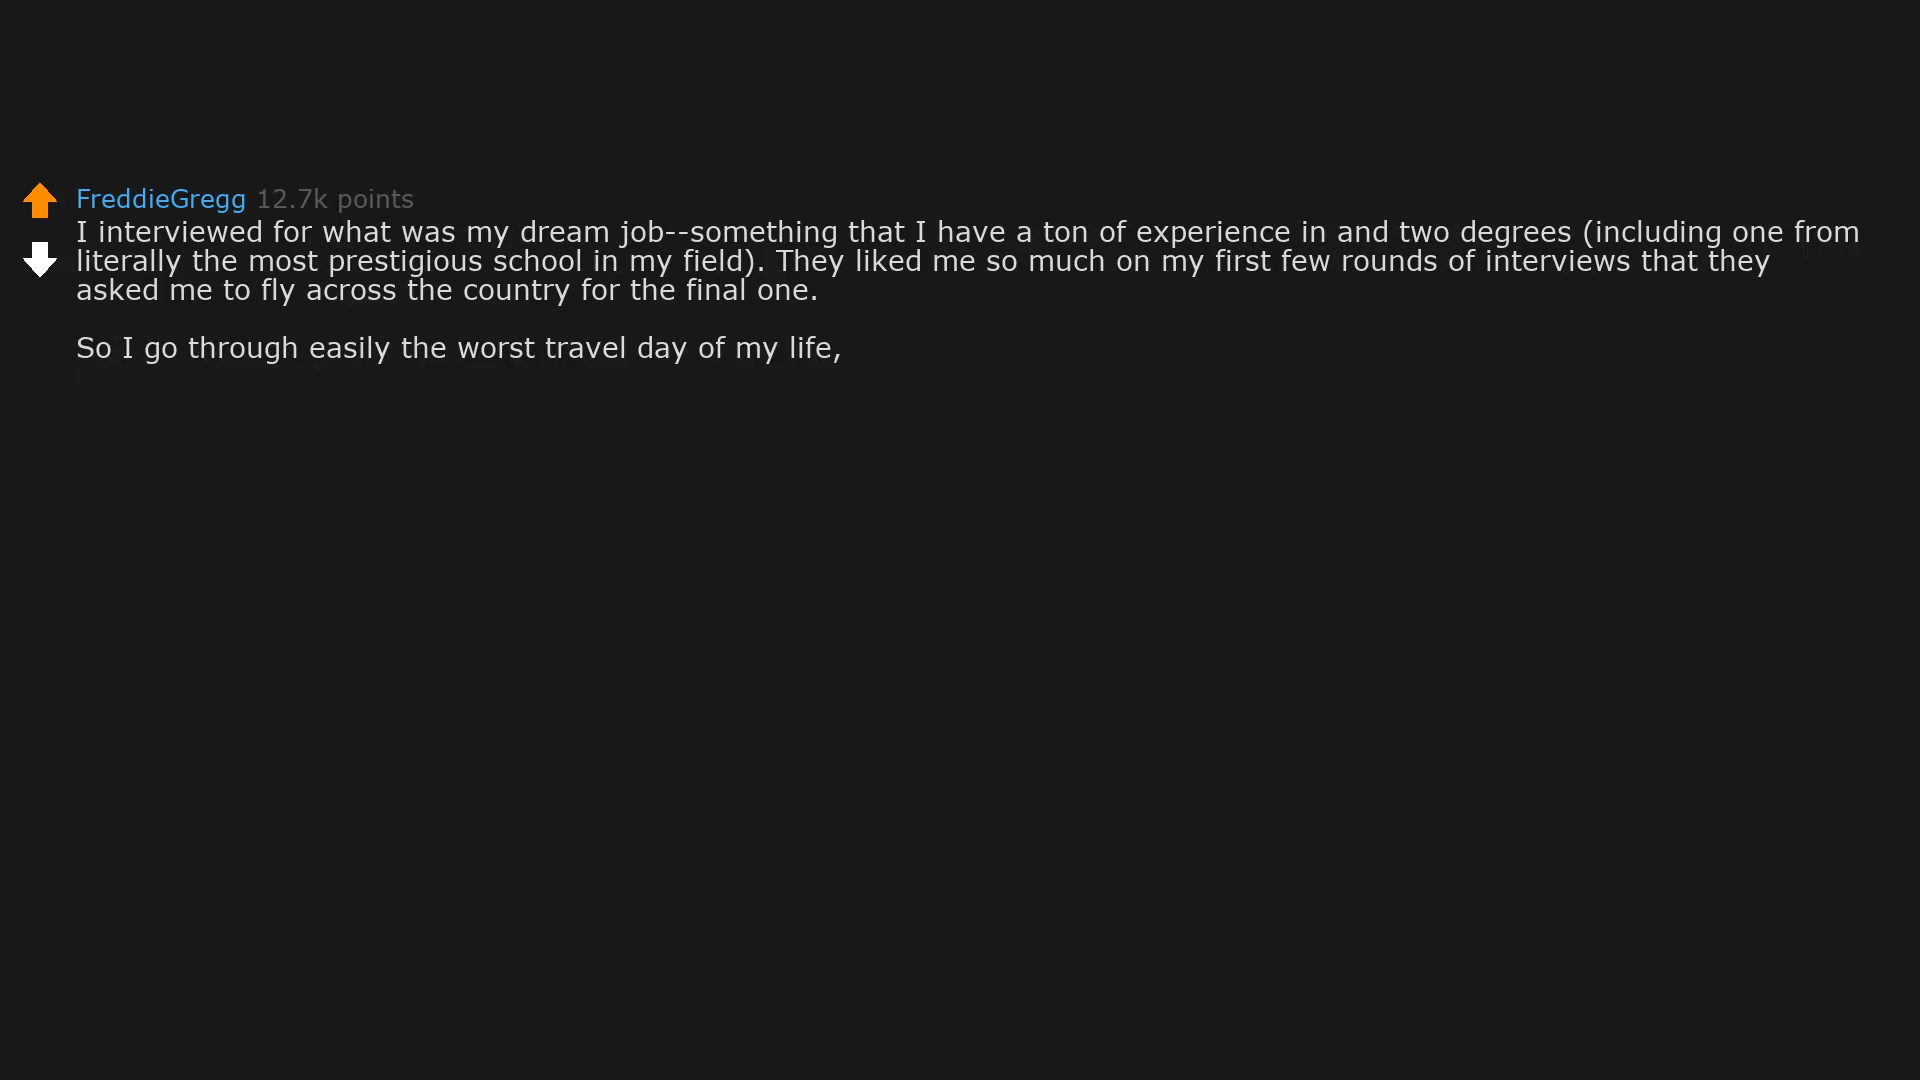 FreddieGregg 12.7k points
I interviewed for what was my dream job--something that I have a ton of experience in and two degrees (including one from
literally the most prestigious school in my field). They liked me so much on my first few rounds of interviews that they
asked me to fly across the country for the final one.
So I go through easily the worst travel day of my life,